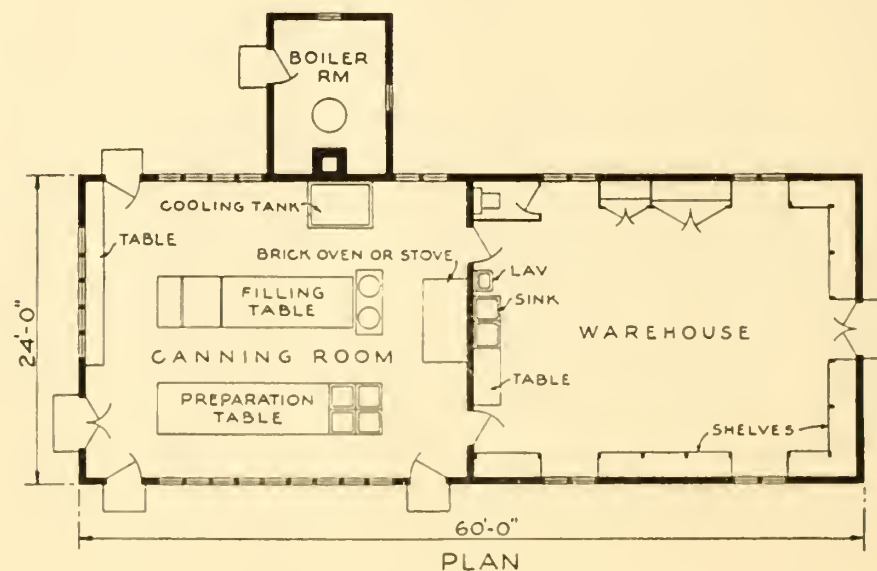 BOILER
RM
COOLING TANK
TABLE
BRICK OVEN OR STOVE
LAV
FILLING
TABLE
SINK
24'-0"
CANNING ROOM
WAREHOUSE
PREPARATION
TABLE
TABLE
SHELVES
60'-0"
PLAN